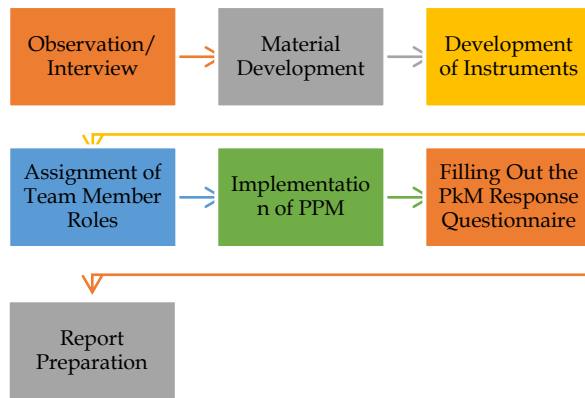 Observation/
Interview
Material
Development
Development
of Instruments
Assignment of
Team Member
Roles
Implementatio
n of PPM
Filling Out the
PkM Response
Questionnaire
Report
Preparation